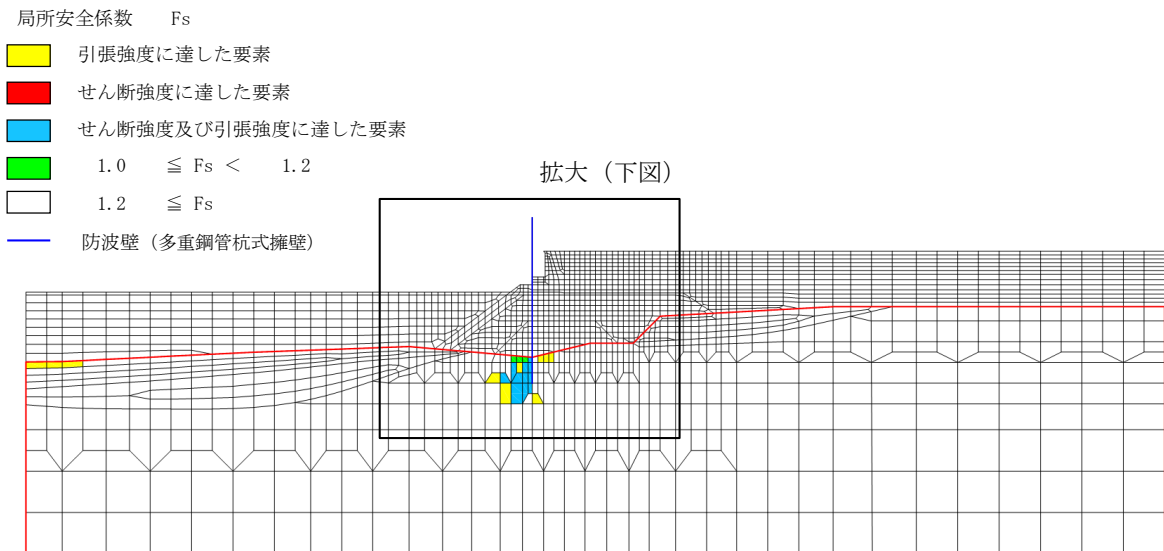 局所安全係数 Fs
引張強度に達した要素
せん断強度に達した要素
せん断強度及び引張強度に達した要素
1.0 ≦ Fs < 1.2
1.2 ≦ Fs
防波壁（多重鋼管杭式擁壁）
拡大（下図）